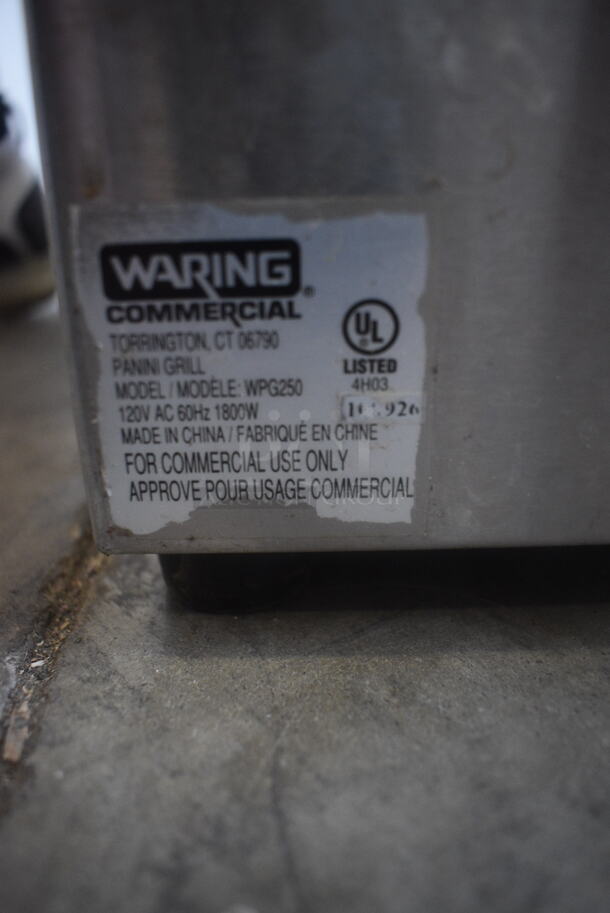 WARING
COMMERCIAL®
TORRINGTON, CT 06790
PANINI GRILL
MODEL / MODÈLE: WPG250
120V AC 60Hz 1800W
MADE IN CHINA / FABRIQUÉ EN CHINE
FOR COMMERCIAL USE ONLY
APPROVE POUR USAGE COMMERCIAL
UL
LISTED
4H03